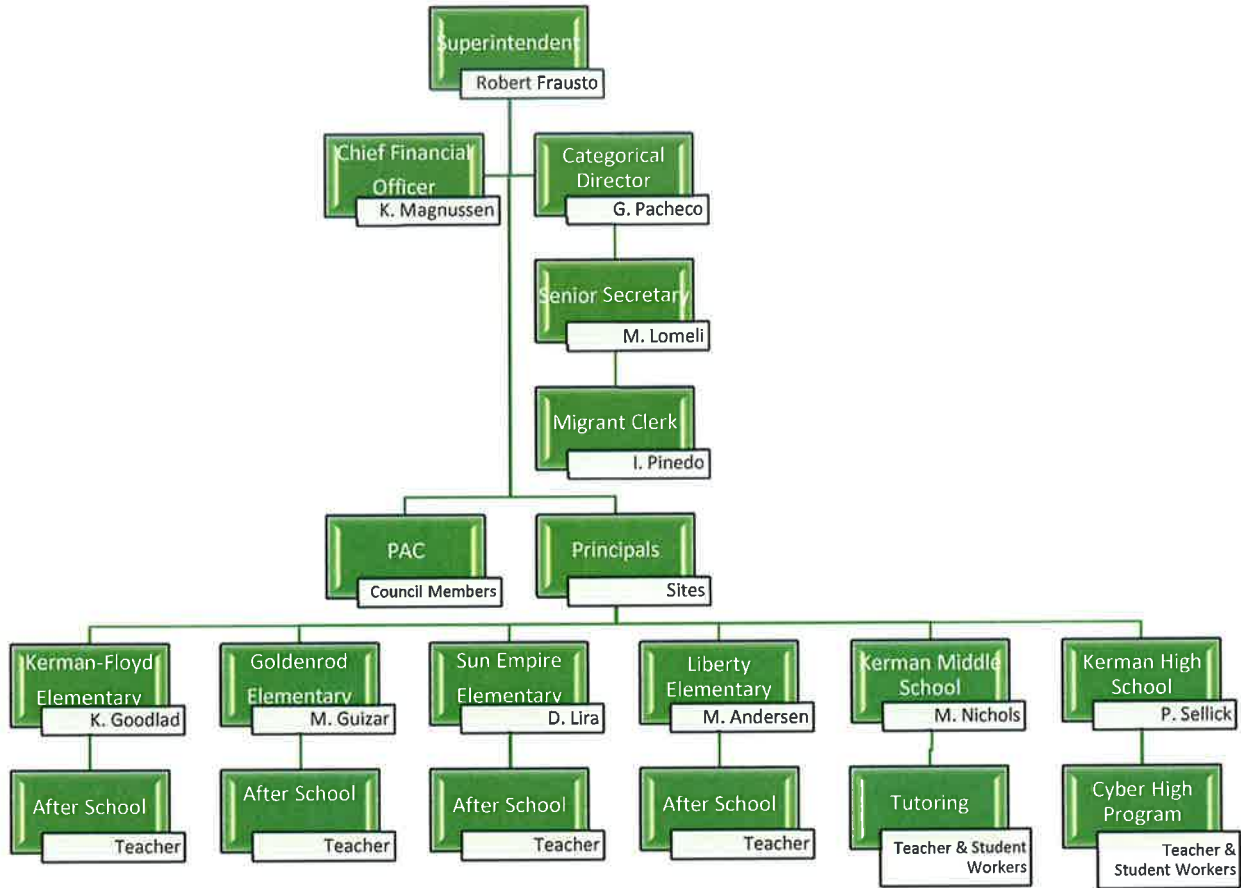 Superintendent
Robert Frausto
Chief Financial
Officer
K. Magnussen
Categorical
Director
G. Pacheco
Senior Secretary
M. Lomeli
Migrant Clerk
I. Pinedo
PAC
Council Members
Principals
Sites
Kerman-Floyd
Elementary
K. Goodlad
Goldenrod
Elementary
M. Guizar
Sun Empire
Elementary
D. Lira
Liberty
Elementary
M. Andersen
Kerman Middle
School
M. Nichols
Kerman High
School
P. Sellick
After School
Teacher
After School
Teacher
After School
Teacher
After School
Teacher
Tutoring
Teacher & Student
Workers
Cyber High
Program
Teacher &
Student Workers